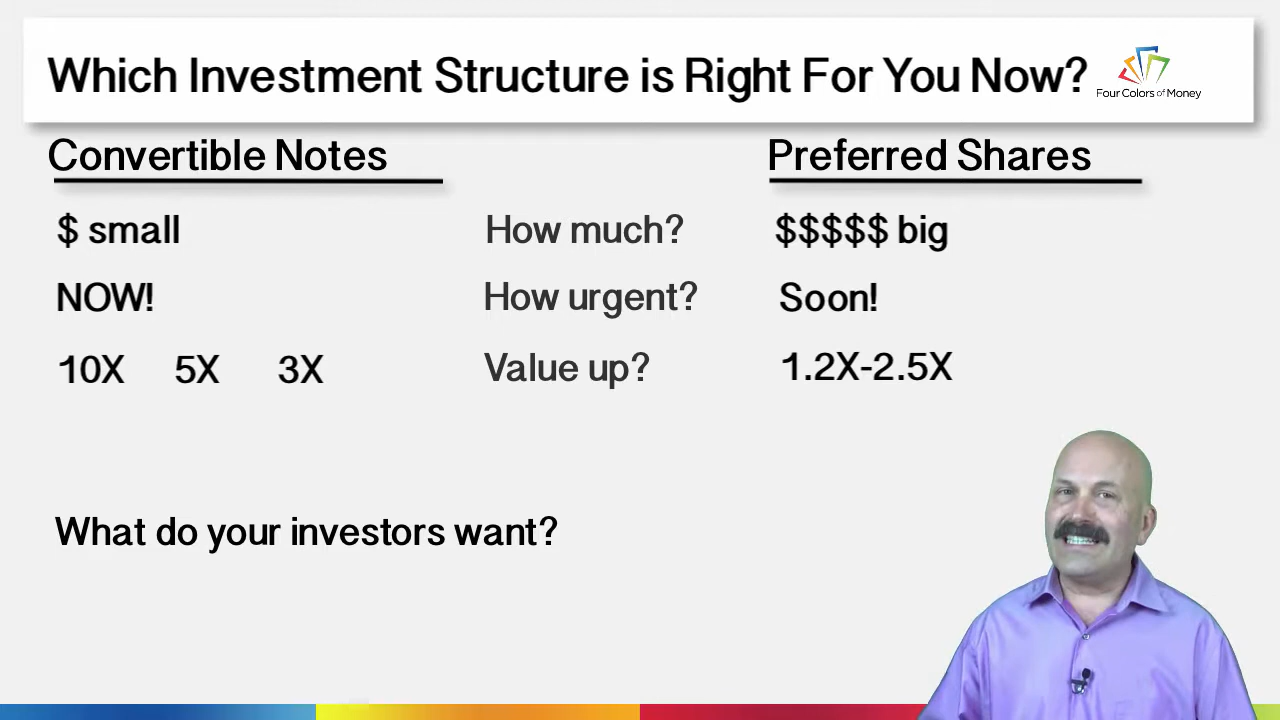 Which Investment Structure is Right For You Now?
Four Colors of Money
Convertible Notes
Preferred Shares
$ small
How much?
$$$$$ big
NOW!
How urgent?
Soon!
10X 5X 3X
Value up?
1.2X-2.5X
What do your investors want?